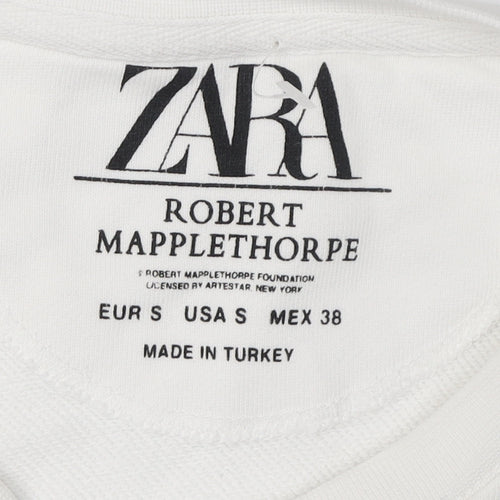 ZARA
ROBERT
MAPPLETHORPE
© ROBERT MAPPLETHORPE FOUNDATION
LICENSED BY ARTESTAR, NEW YORK
EUR S USA S MEX 38
MADE IN TURKEY